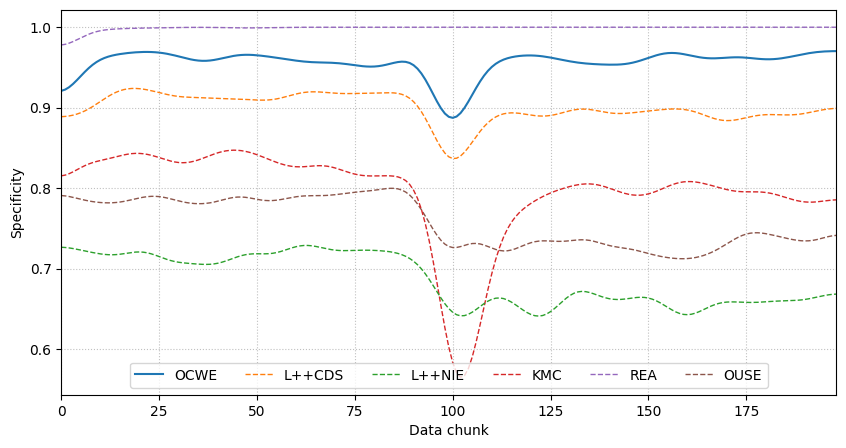 Specificity
1.0
0.9
0.8
0.7
0.6
OCWE L++CDS L++NIE KMC REA OUSE
0 25 50 75 100 125 150 175
Data chunk